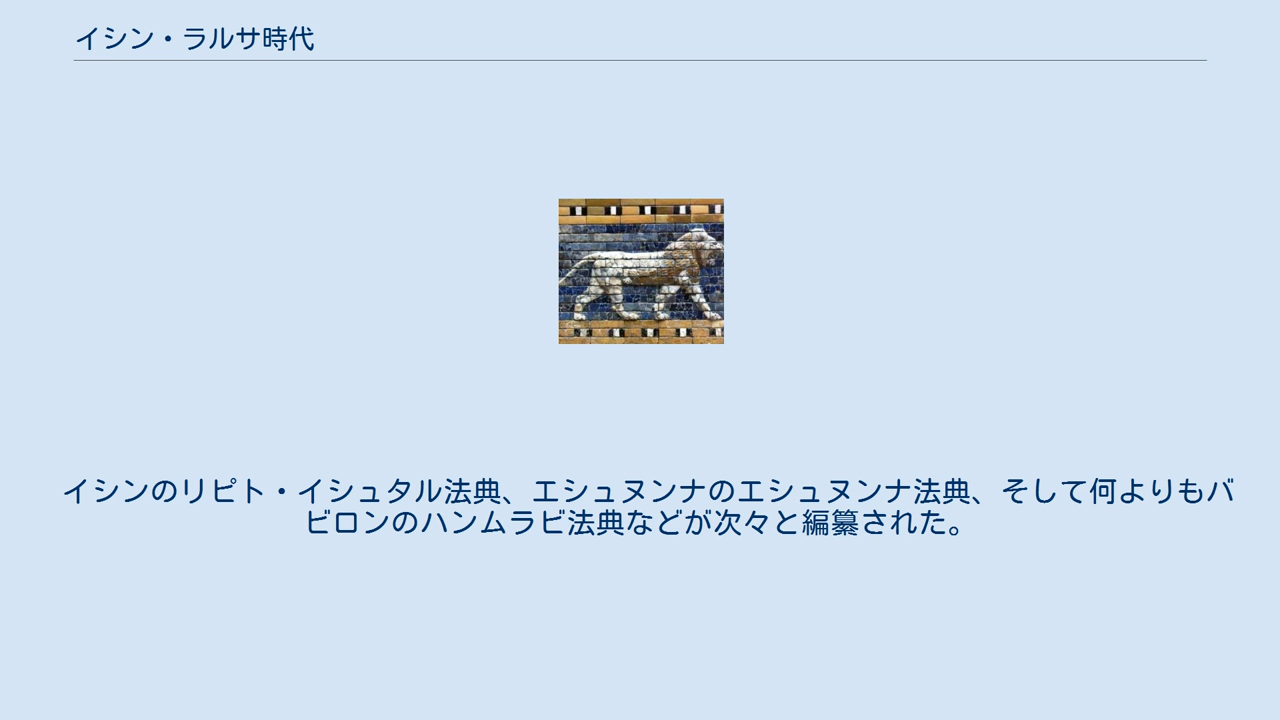 イシン・ラルサ時代
イシンのリピト・イシュタル法典、エシュヌンナのエシュヌンナ法典、そして何よりもバ
ビロンのハンムラビ法典などが次々と編纂された。